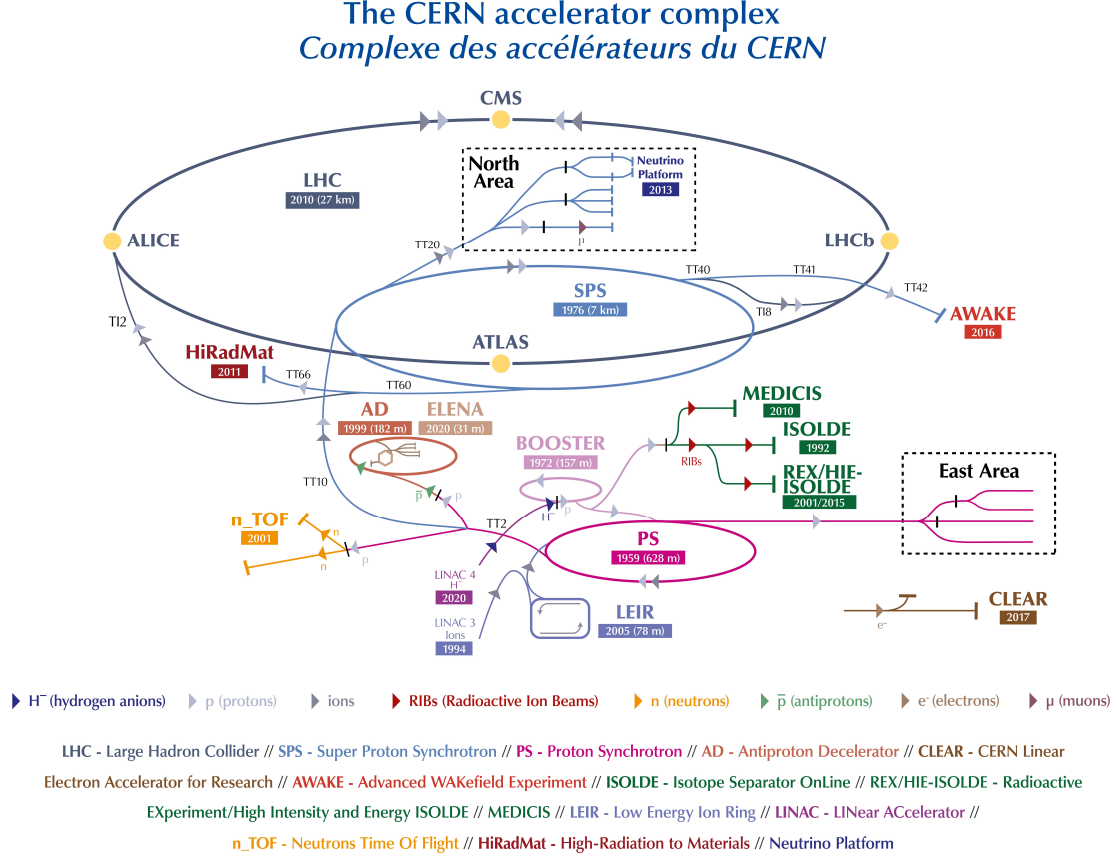 The CERN accelerator complex
Complexe des accélérateurs du CERN
CMS
North
Area
Neutrino
Platform
2013
LHC
2010 (27 km)
μ
ALICE
LHCb
TT20
TT40
TT41
TT42
SPS
1976 (7 km)
TI8
AWAKE
2016
TI2
ATLAS
HiRadMat
2011
TT66
TT60
AD
1999 (182 m)
ELENA
2020 (31 m)
MEDICIS
2010
BOOSTER
1972 (157 m)
ISOLDE
1992
RIBs
REX/HIE-
ISOLDE
2001/2015
East Area
TT10
p̅
p
H⁻
p
TT2
n_TOF
2001
n
n
p
PS
1959 (628 m)
LINAC 4
H⁻
2020
LINAC 3
Ions
1994
LEIR
2005 (78 m)
e⁻
CLEAR
2017
H⁻ (hydrogen anions)
p (protons)
ions
RIBs (Radioactive Ion Beams)
n (neutrons)
p̅ (antiprotons)
e⁻ (electrons)
μ (muons)
LHC - Large Hadron Collider // SPS - Super Proton Synchrotron // PS - Proton Synchrotron // AD - Antiproton Decelerator // CLEAR - CERN Linear
Electron Accelerator for Research // AWAKE - Advanced WAKefield Experiment // ISOLDE - Isotope Separator OnLine // REX/HIE-ISOLDE - Radioactive
EXperiment/High Intensity and Energy ISOLDE // MEDICIS // LEIR - Low Energy Ion Ring // LINAC - LINear ACcelerator //
n_TOF - Neutrons Time Of Flight // HiRadMat - High-Radiation to Materials // Neutrino Platform